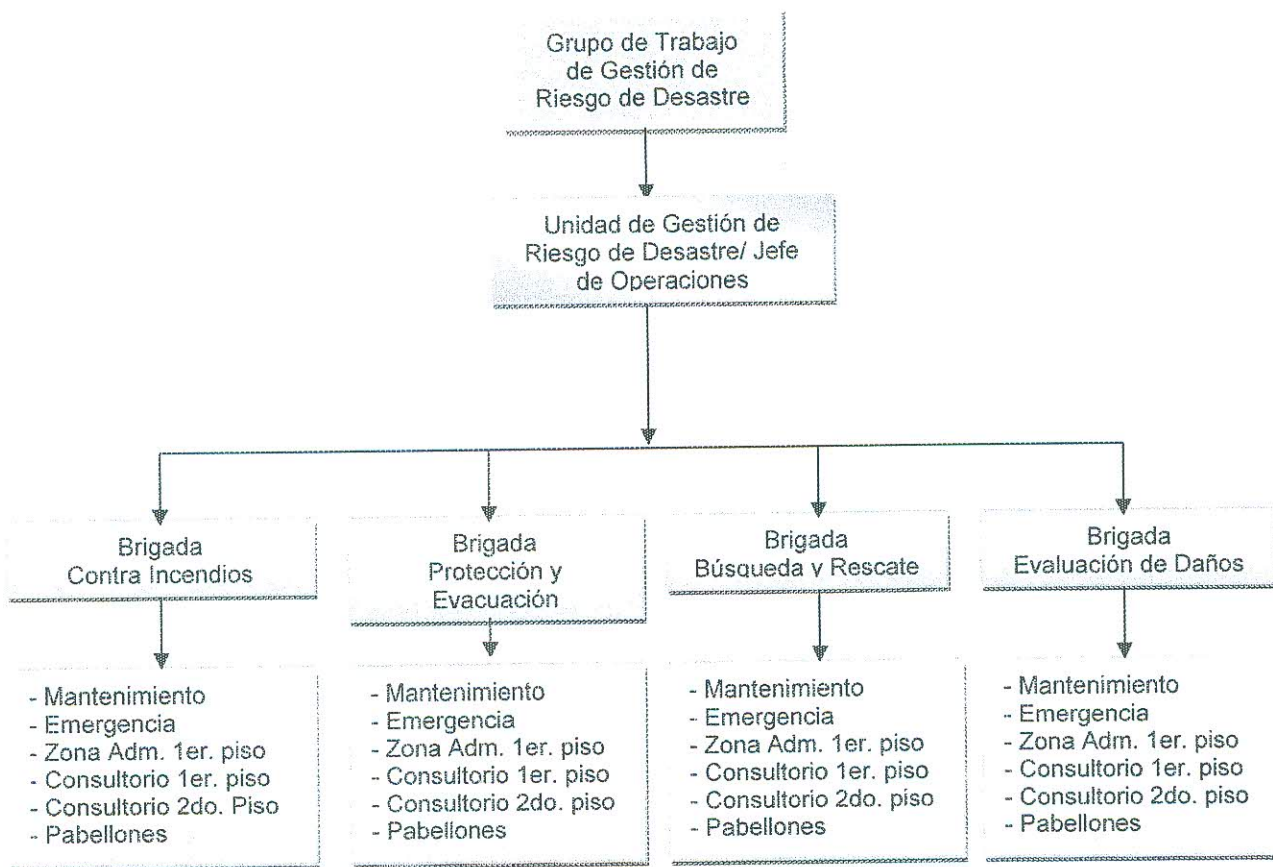 Grupo de Trabajo
de Gestión de
Riesgo de Desastre
Unidad de Gestión de
Riesgo de Desastre/ Jefe
de Operaciones
Brigada
Contra Incendios
Brigada
Protección y
Evacuación
Brigada
Búsqueda y Rescate
Brigada
Evaluación de Daños
- Mantenimiento
- Emergencia
- Zona Adm. 1er. piso
- Consultorio 1er. piso
- Consultorio 2do. Piso
- Pabellones
- Mantenimiento
- Emergencia
- Zona Adm. 1er. piso
- Consultorio 1er. piso
- Consultorio 2do. piso
- Pabellones
- Mantenimiento
- Emergencia
- Zona Adm. 1er. piso
- Consultorio 1er. piso
- Consultorio 2do. piso
- Pabellones
- Mantenimiento
- Emergencia
- Zona Adm. 1er. piso
- Consultorio 1er. piso
- Consultorio 2do. piso
- Pabellones